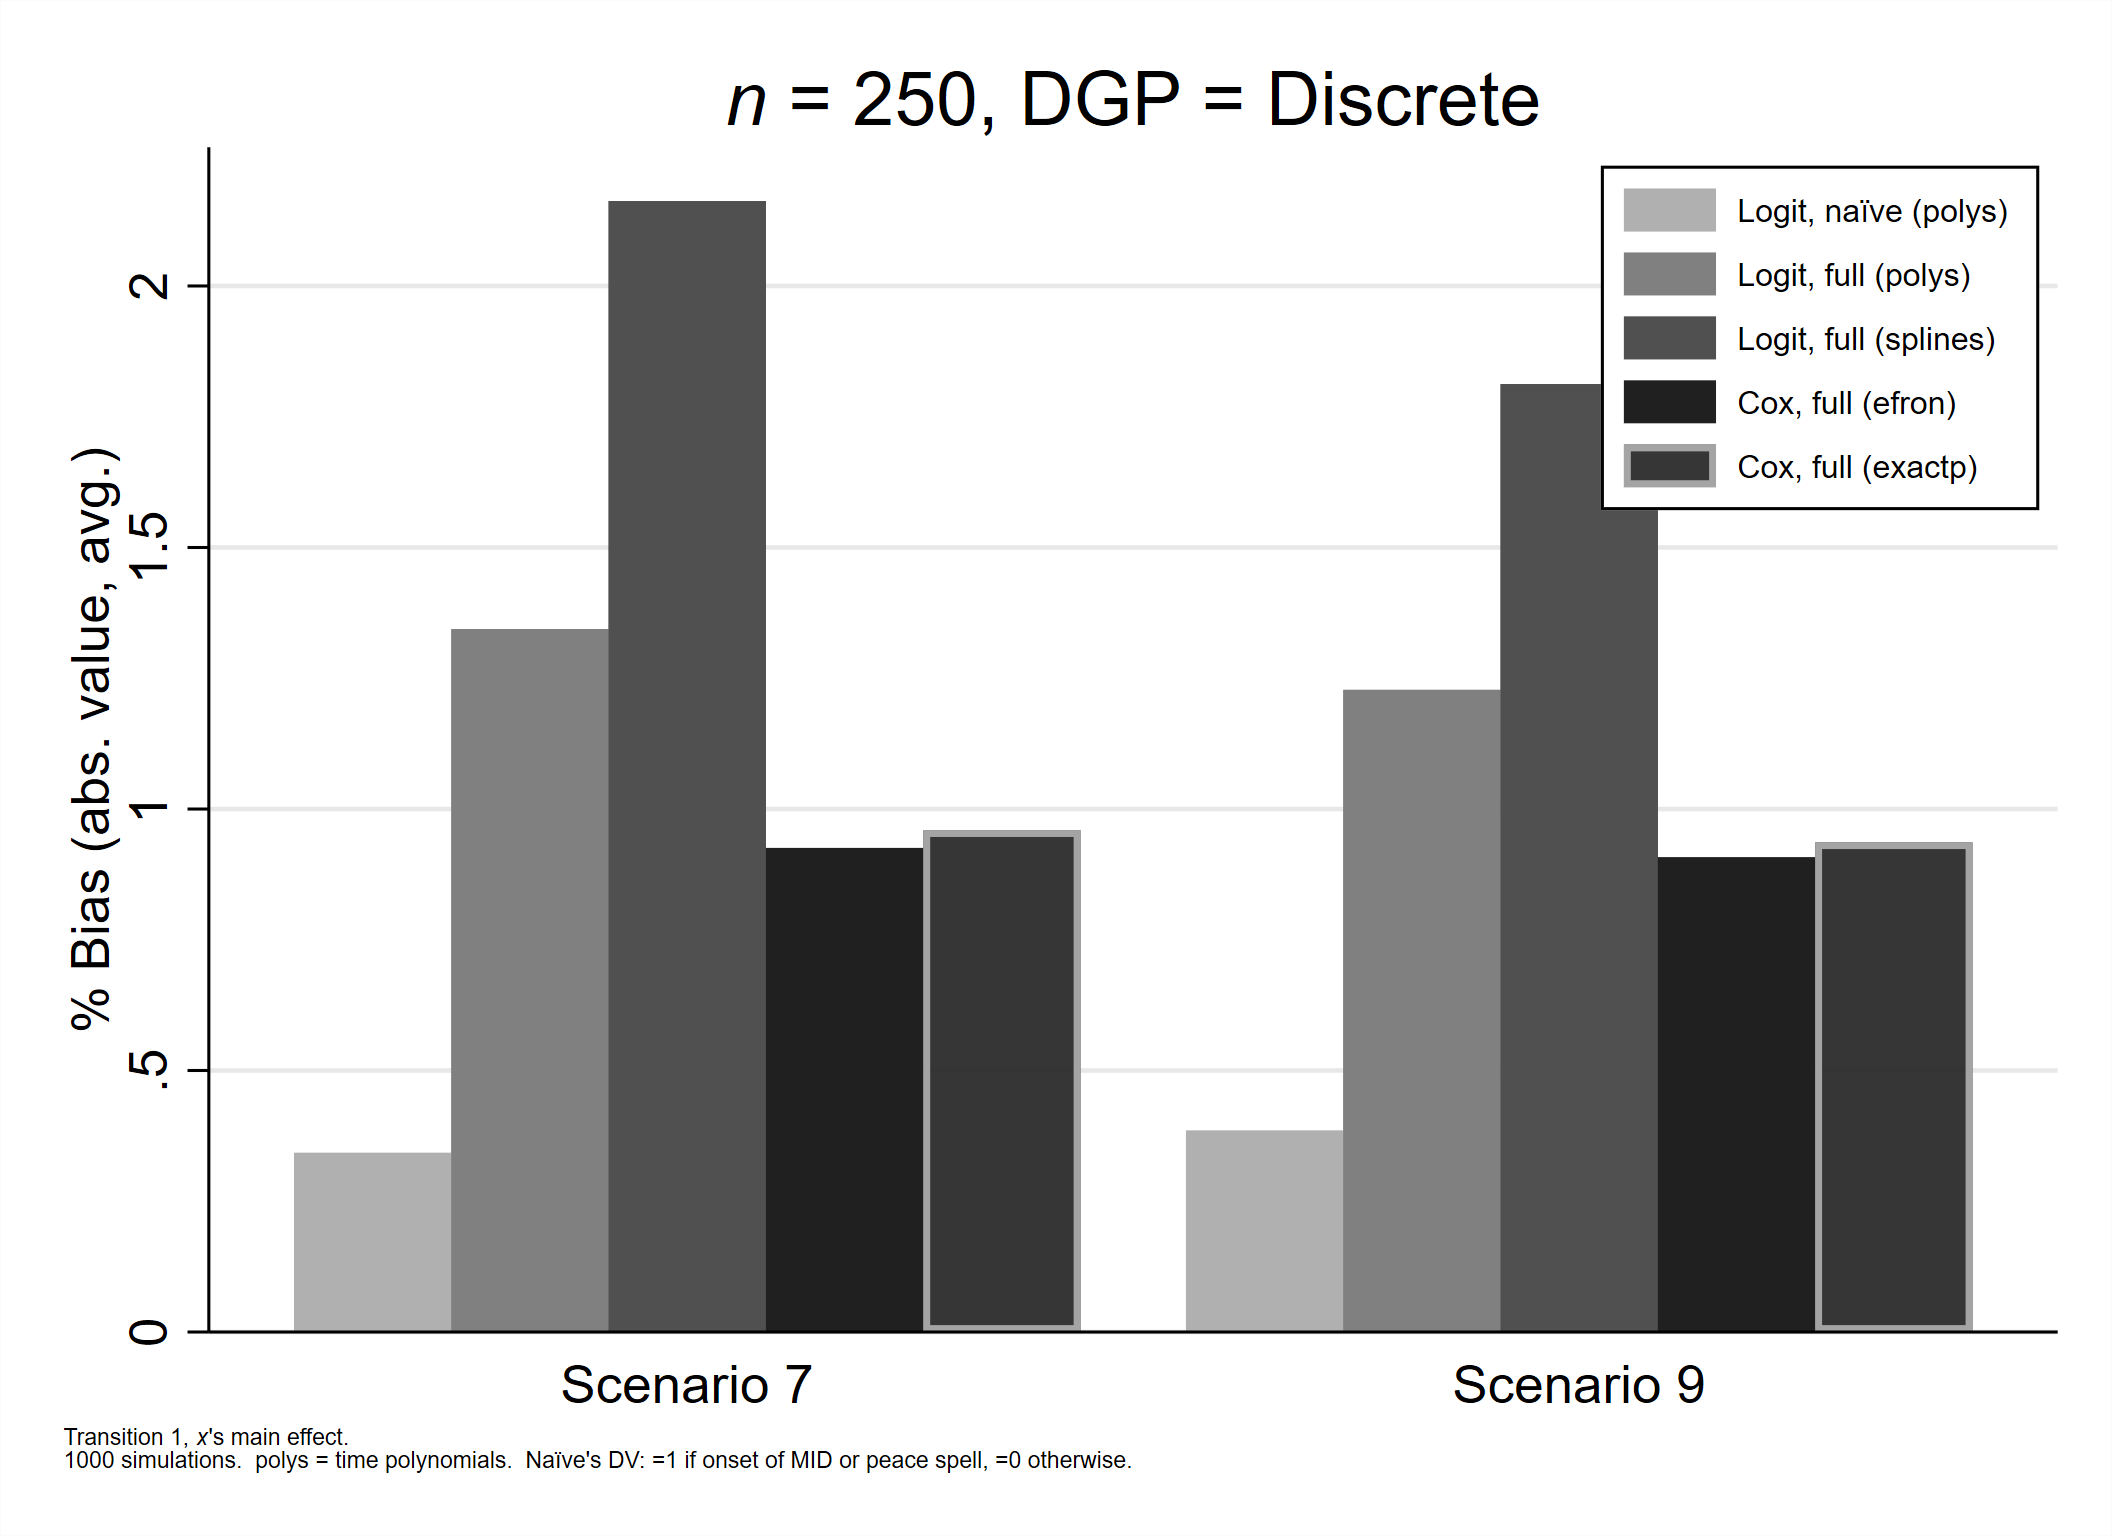 n = 250, DGP = Discrete
% Bias (abs. value, avg.)
2
1.5
1
.5
0
Logit, naïve (polys)
Logit, full (polys)
Logit, full (splines)
Cox, full (efron)
Cox, full (exactp)
Scenario 7
Scenario 9
Transition 1, x's main effect.
1000 simulations.  polys = time polynomials.  Naïve's DV: =1 if onset of MID or peace spell, =0 otherwise.